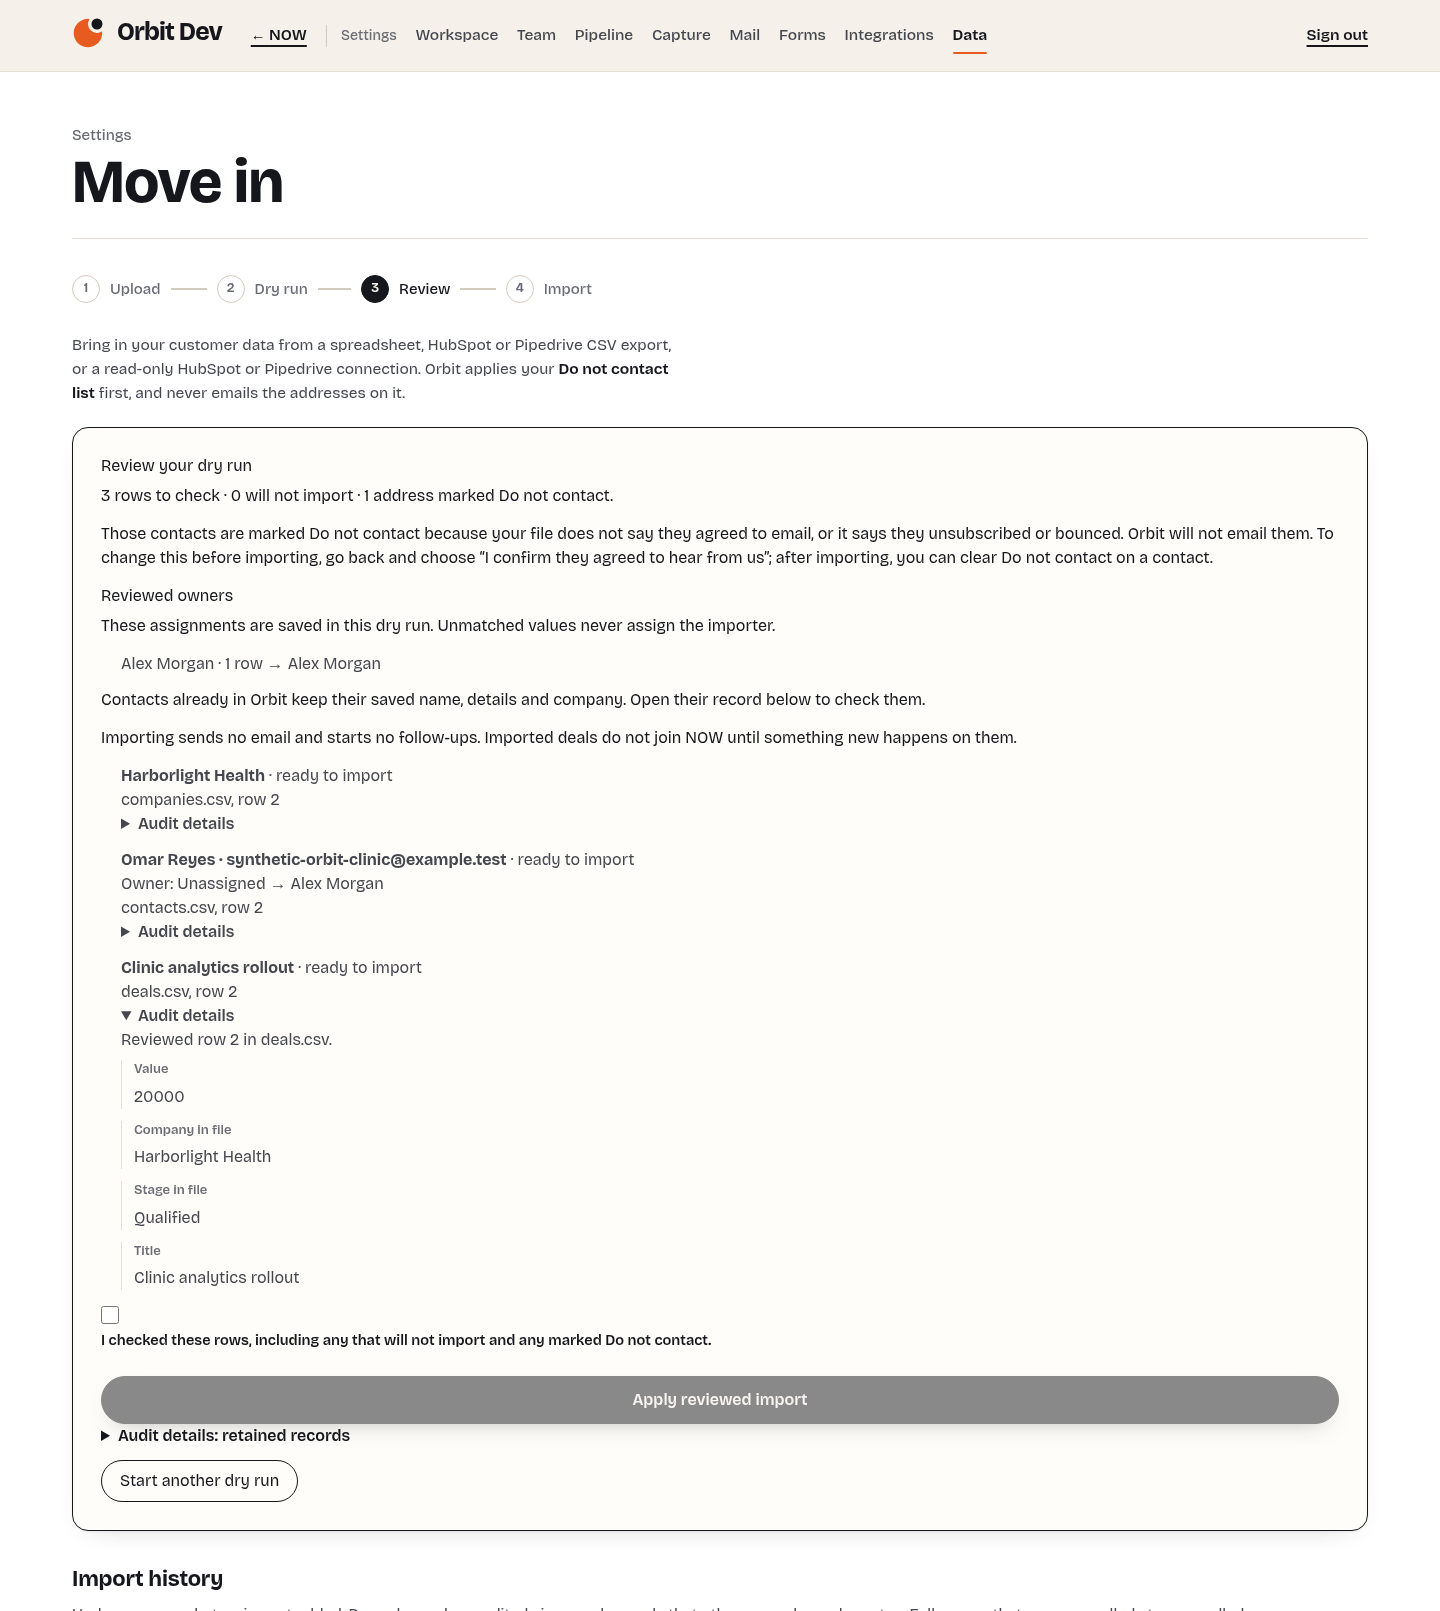 Orbit Dev
← NOW
Settings
Workspace
Team
Pipeline
Capture
Mail
Forms
Integrations
Data
Sign out
Settings
Move in
1 Upload
2 Dry run
3 Review
4 Import
Bring in your customer data from a spreadsheet, HubSpot or Pipedrive CSV export,
or a read-only HubSpot or Pipedrive connection. Orbit applies your Do not contact
list first, and never emails the addresses on it.
Review your dry run
3 rows to check · 0 will not import · 1 address marked Do not contact.
Those contacts are marked Do not contact because your file does not say they agreed to email, or it says they unsubscribed or bounced. Orbit will not email them. To
change this before importing, go back and choose “I confirm they agreed to hear from us”; after importing, you can clear Do not contact on a contact.
Reviewed owners
These assignments are saved in this dry run. Unmatched values never assign the importer.
Alex Morgan · 1 row → Alex Morgan
Contacts already in Orbit keep their saved name, details and company. Open their record below to check them.
Importing sends no email and starts no follow-ups. Imported deals do not join NOW until something new happens on them.
Harborlight Health · ready to import
companies.csv, row 2
▶ Audit details
Omar Reyes · synthetic-orbit-clinic@example.test · ready to import
Owner: Unassigned → Alex Morgan
contacts.csv, row 2
▶ Audit details
Clinic analytics rollout · ready to import
deals.csv, row 2
▼ Audit details
Reviewed row 2 in deals.csv.
Value
20000
Company in file
Harborlight Health
Stage in file
Qualified
Title
Clinic analytics rollout
I checked these rows, including any that will not import and any marked Do not contact.
Apply reviewed import
▶ Audit details: retained records
Start another dry run
Import history